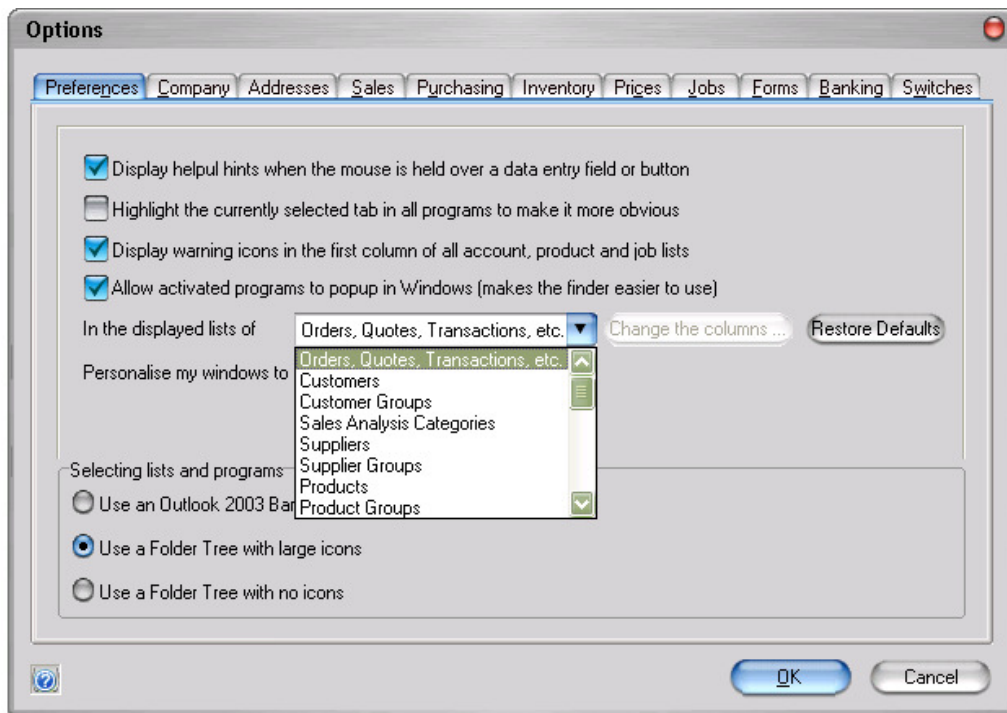 Options
Preferences Company Addresses Sales Purchasing Inventory Prices Jobs Forms Banking Switches
Display helpul hints when the mouse is held over a data entry field or button
Highlight the currently selected tab in all programs to make it more obvious
Display warning icons in the first column of all account, product and job lists
Allow activated programs to popup in Windows (makes the finder easier to use)
In the displayed lists of Orders, Quotes, Transactions, etc. Change the columns ... Restore Defaults
Orders, Quotes, Transactions, etc.
Personalise my windows to
Customers
Customer Groups
Sales Analysis Categories
Suppliers
Supplier Groups
Products
Product Groups
Selecting lists and programs
Use an Outlook 2003 Bar
Use a Folder Tree with large icons
Use a Folder Tree with no icons
OK Cancel